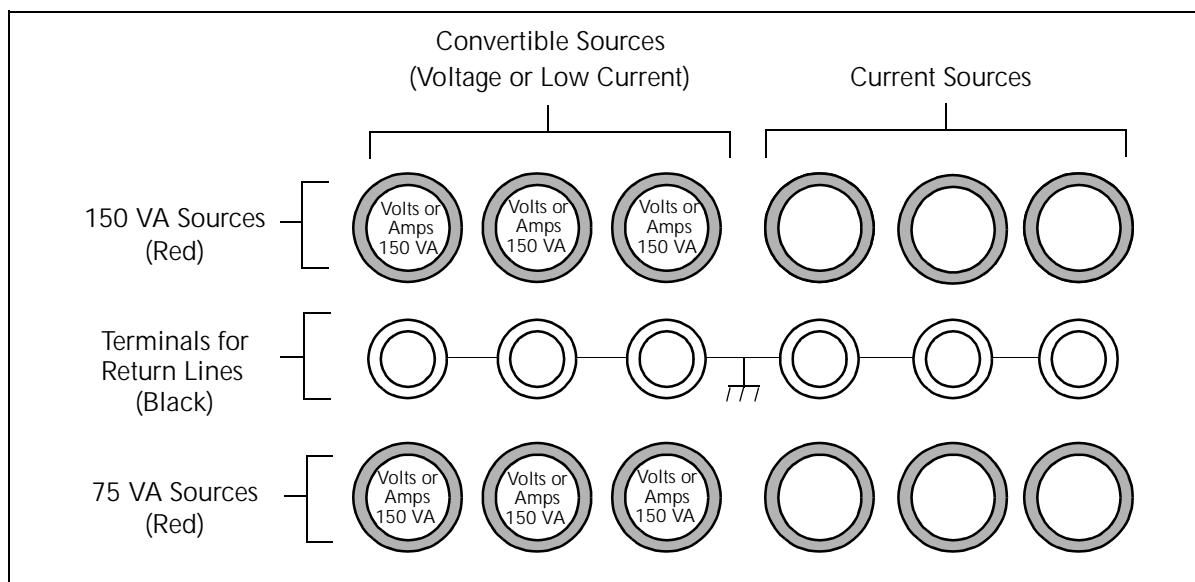 Convertible Sources
(Voltage or Low Current)
Current Sources
150 VA Sources
(Red)
Volts or
Amps
150 VA
Volts or
Amps
150 VA
Volts or
Amps
150 VA
Terminals for
Return Lines
(Black)
75 VA Sources
(Red)
Volts or
Amps
150 VA
Volts or
Amps
150 VA
Volts or
Amps
150 VA